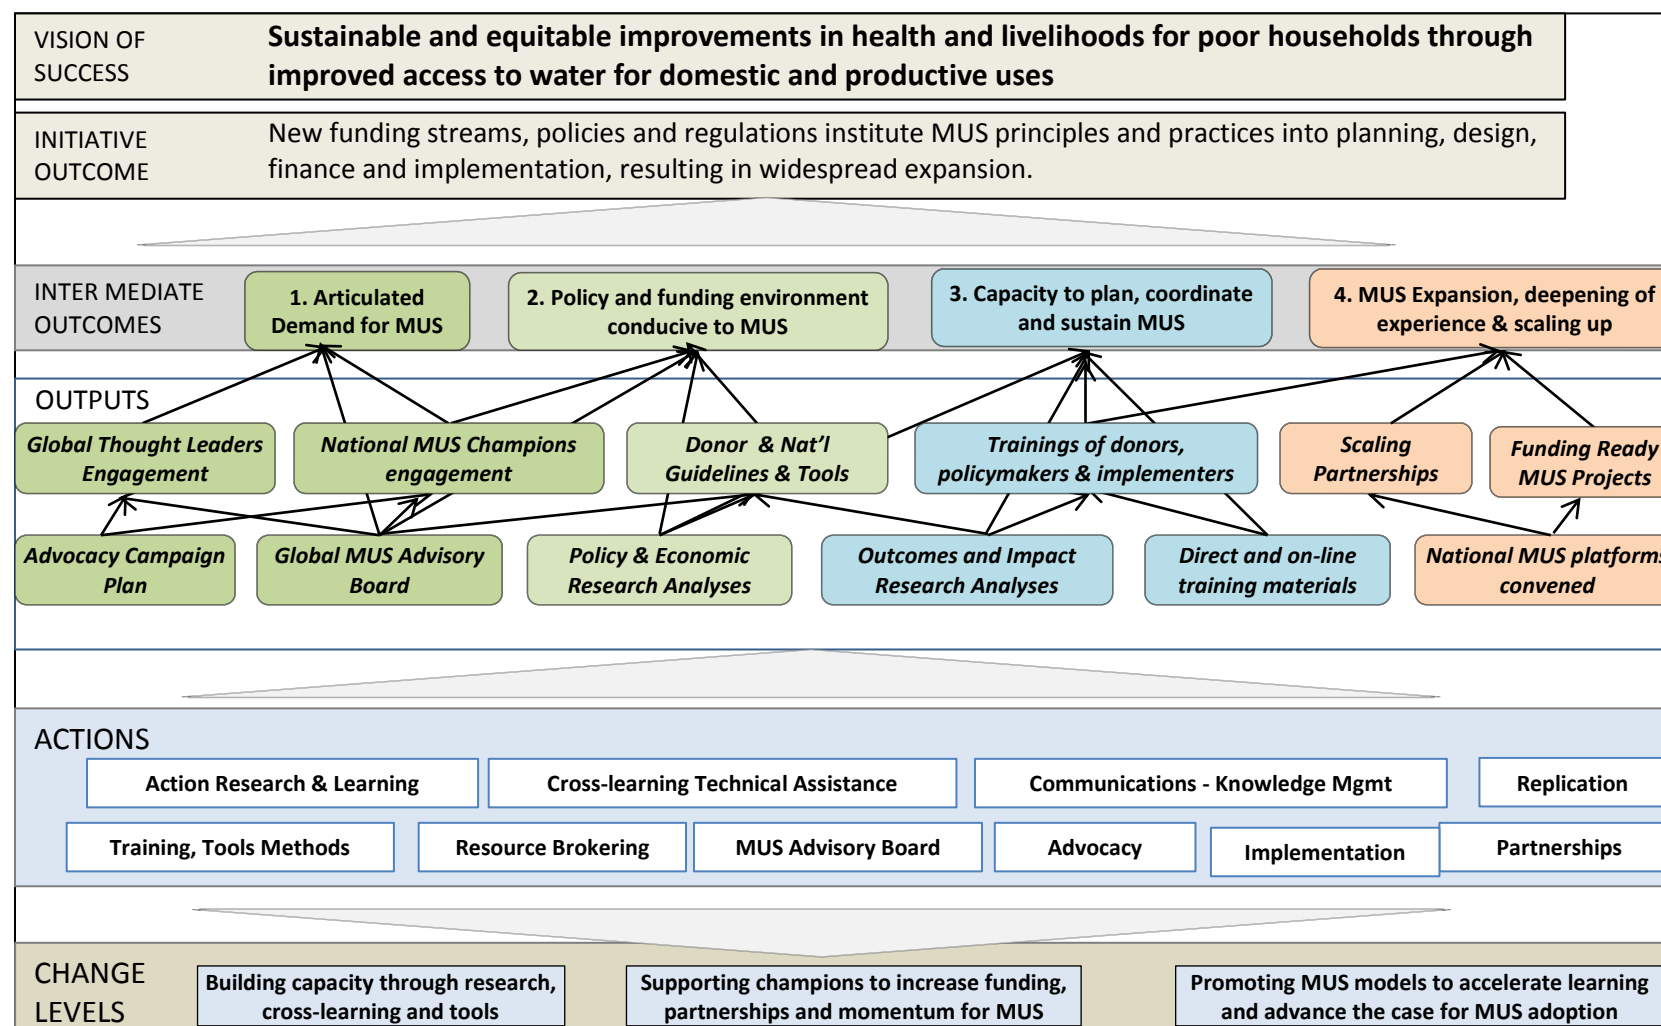 VISION OF
SUCCESS
Sustainable and equitable improvements in health and livelihoods for poor households through
improved access to water for domestic and productive uses
INITIATIVE
OUTCOME
New funding streams, policies and regulations institute MUS principles and practices into planning, design,
finance and implementation, resulting in widespread expansion.
INTER MEDIATE
OUTCOMES
1. Articulated
Demand for MUS
2. Policy and funding environment
conducive to MUS
3. Capacity to plan, coordinate
and sustain MUS
4. MUS Expansion, deepening of
experience & scaling up
OUTPUTS
Global Thought Leaders
Engagement
National MUS Champions
engagement
Donor & Nat'l
Guidelines & Tools
Trainings of donors,
policymakers & implementers
Scaling
Partnerships
Funding Ready
MUS Projects
Advocacy Campaign
Plan
Global MUS Advisory
Board
Policy & Economic
Research Analyses
Outcomes and Impact
Research Analyses
Direct and on-line
training materials
National MUS platforms
convened
ACTIONS
Action Research & Learning
Cross-learning Technical Assistance
Communications - Knowledge Mgmt
Replication
Training, Tools Methods
Resource Brokering
MUS Advisory Board
Advocacy
Implementation
Partnerships
CHANGE
LEVELS
Building capacity through research,
cross-learning and tools
Supporting champions to increase funding,
partnerships and momentum for MUS
Promoting MUS models to accelerate learning
and advance the case for MUS adoption